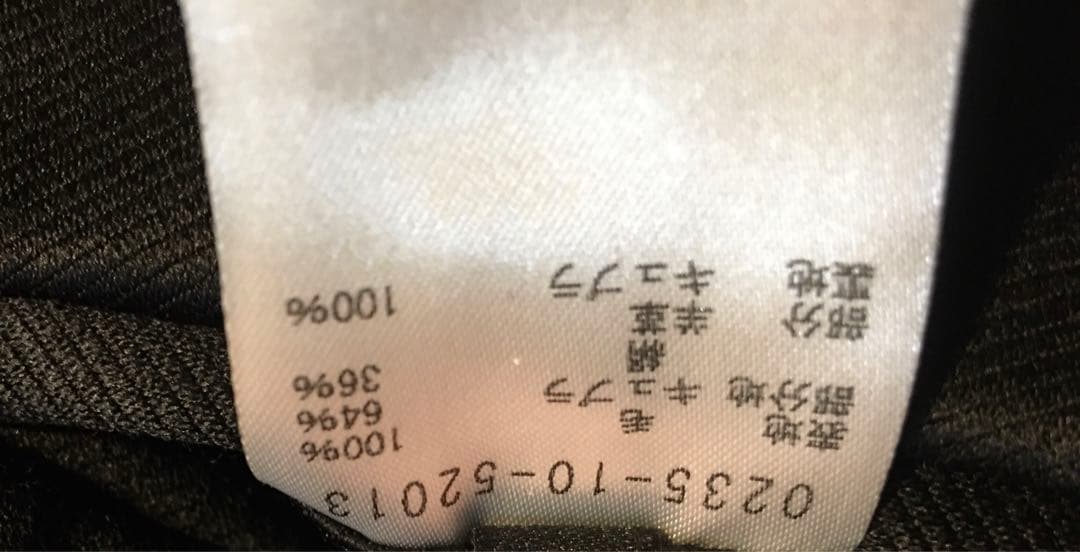 0235-10-52013
表地 毛 100%
部分地 キュプラ 64%
綿 36%
部分 羊革
裏地 キュプラ 100%